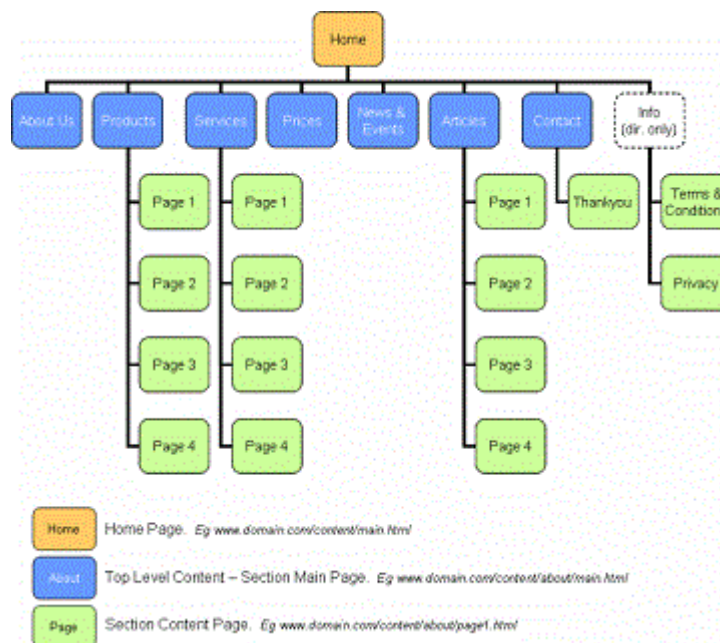 Home
About Us
Products
Services
Prices
News &
Events
Articles
Contact
Info
(dir. only)
Page 1
Page 1
Page 1
Thankyou
Terms &
Condition
Page 2
Page 2
Page 2
Privacy
Page 3
Page 3
Page 3
Page 4
Page 4
Page 4
Home Home Page. Eg www.domain.com/content/main.html
About Top Level Content – Section Main Page. Eg www.domain.com/content/about/main.html
Page Section Content Page. Eg www.domain.com/content/about/page1.html